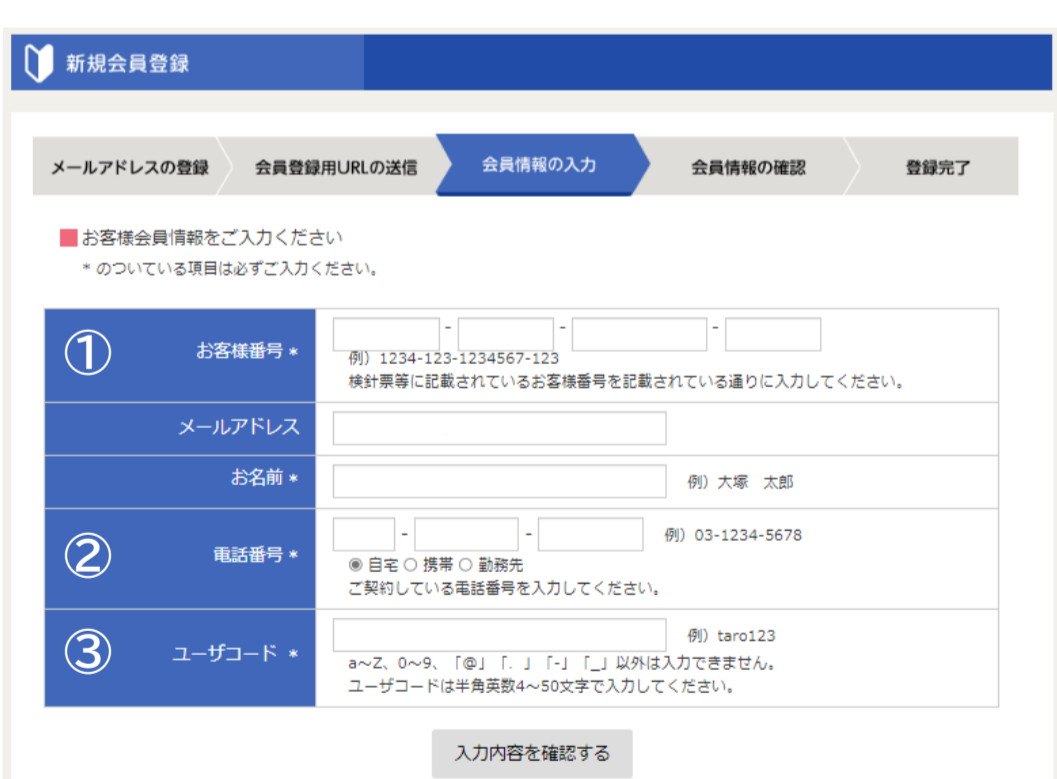 新規会員登録
メールアドレスの登録 会員登録用URLの送信 会員情報の入力 会員情報の確認 登録完了
お客様会員情報をご入力ください
* のついている項目は必ずご入力ください。
① お客様番号 * - - -
例）1234-123-1234567-123
検針票等に記載されているお客様番号を記載されている通りに入力してください。
メールアドレス
お名前 * 例）大塚　太郎
② 電話番号 * - - 例）03-1234-5678
自宅 携帯 勤務先
ご契約している電話番号を入力してください。
③ ユーザコード * 例）taro123
a～Z、0～9、「@」「. 」「-」「_」以外は入力できません。
ユーザコードは半角英数4～50文字で入力してください。
入力内容を確認する